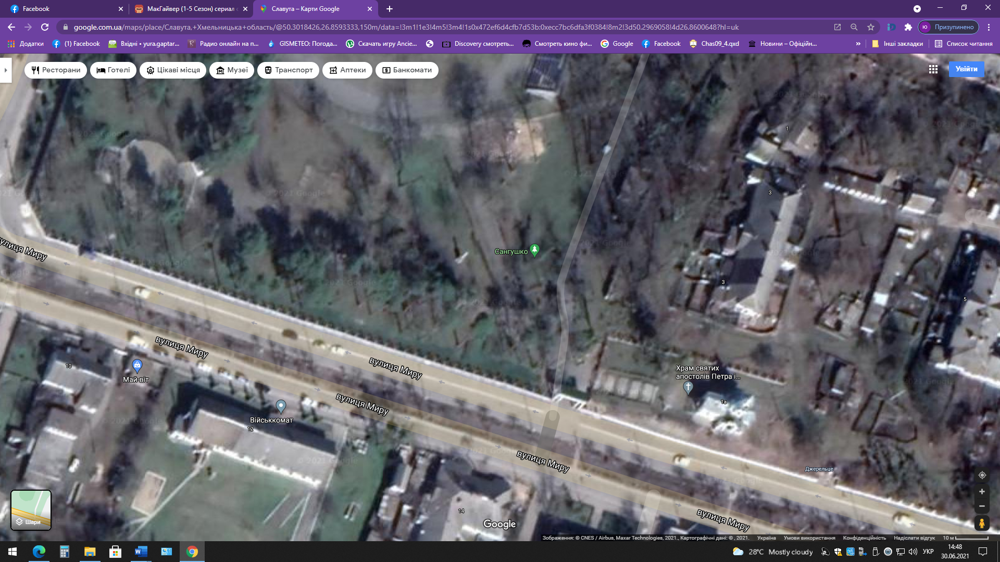 Facebook
МакГайвер (1-5 Сезон) сериал с
Славута – Карти Google
google.com.ua/maps/place/Славута,+Хмельницька+область/@50.3018426,26.8593333,150m/data=!3m1!1e3!4m5!3m4!1s0x472ef6d4cfb7d53b:0xecc7bc6dfa3f0384!8m2!3d50.2969058!4d26.8600648?hl=uk
Ю Призупинено
Додатки
(1) Facebook
Вхідні • yura.gaptar...
Радио онлайн на п...
GISMETEO: Погода...
Скачать игру Ancie...
Discovery смотреть...
Смотреть кино фи...
Google
Facebook
Chas09_4.qxd
Новини – Офіційн...
»
Інші закладки
Список читання
Ресторани
Готелі
Цікаві місця
Музеї
Транспорт
Аптеки
Банкомати
Увійти
1
3
Сангушко
вулиця Миру
3
5
вулиця Миру
10
Май-віт
вулиця Миру
Храм святих
апостолів Петра і...
1а
вулиця Миру
Військкомат
12
вулиця Миру
Джерельце
14
вулиця Миру
Шари
Google
Зображення: © CNES / Airbus, Maxar Technologies, 2021., Картографічні дані: © , 2021.
Україна
Умови використання
Конфіденційність
Надіслати відгук
10 м
28°C Mostly cloudy
УКР
14:48
30.06.2021